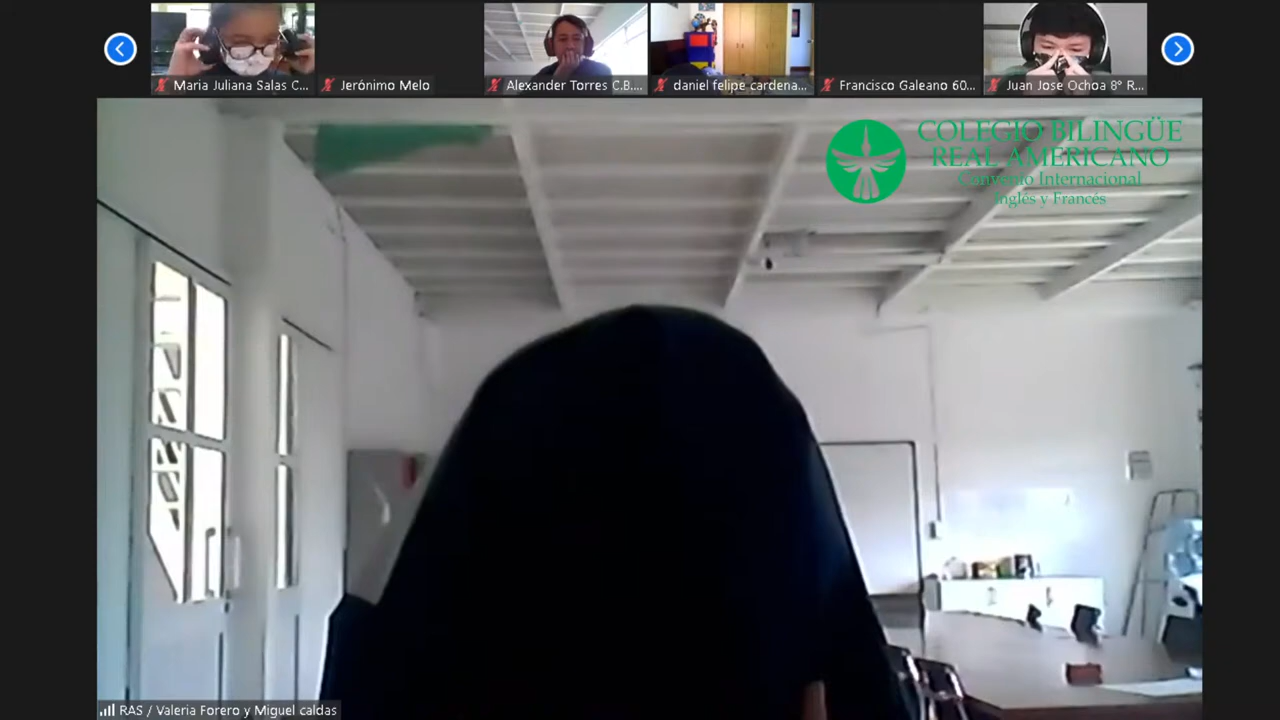 Maria Juliana Salas C...
Jerónimo Melo
Alexander Torres C.B....
daniel felipe cardena...
Francisco Galeano 60...
Juan Jose Ochoa 8° R...
COLEGIO BILINGÜE
REAL AMERICANO
Convenio Internacional
Inglés y Francés
RAS / Valeria Forero y Miguel caldas